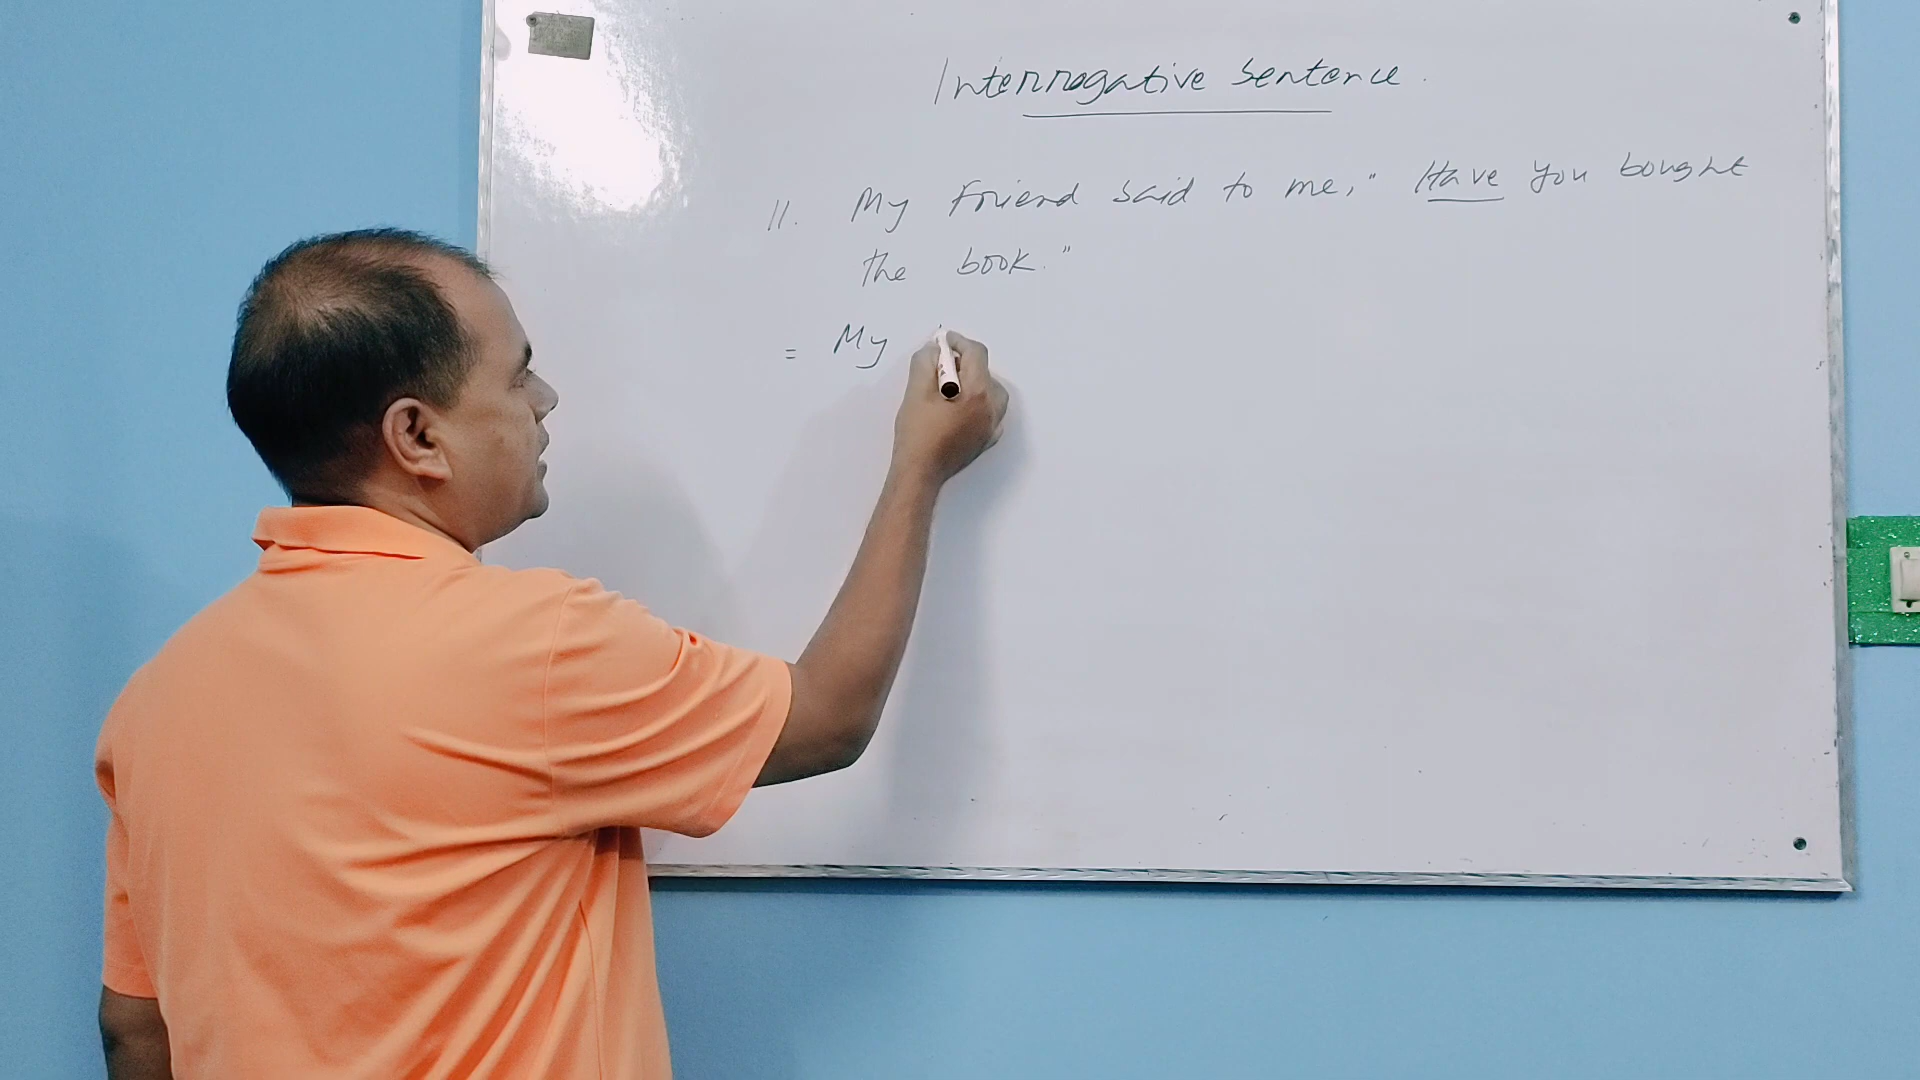 Interrogative Sentence.
11. My Friend said to me, " Have you bought
the book."
= My